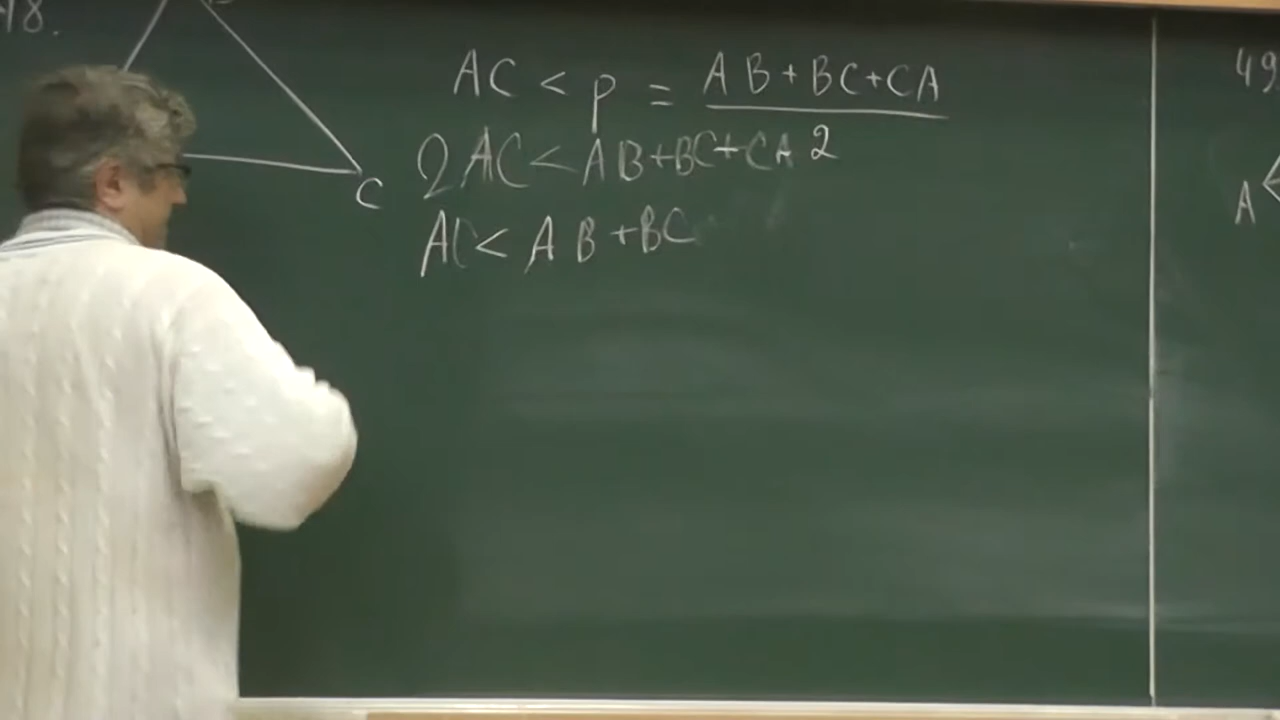 48.
C
AC < p = AB+BC+CA
2
2AC < AB+BC+CA
AC < AB+BC
49
A